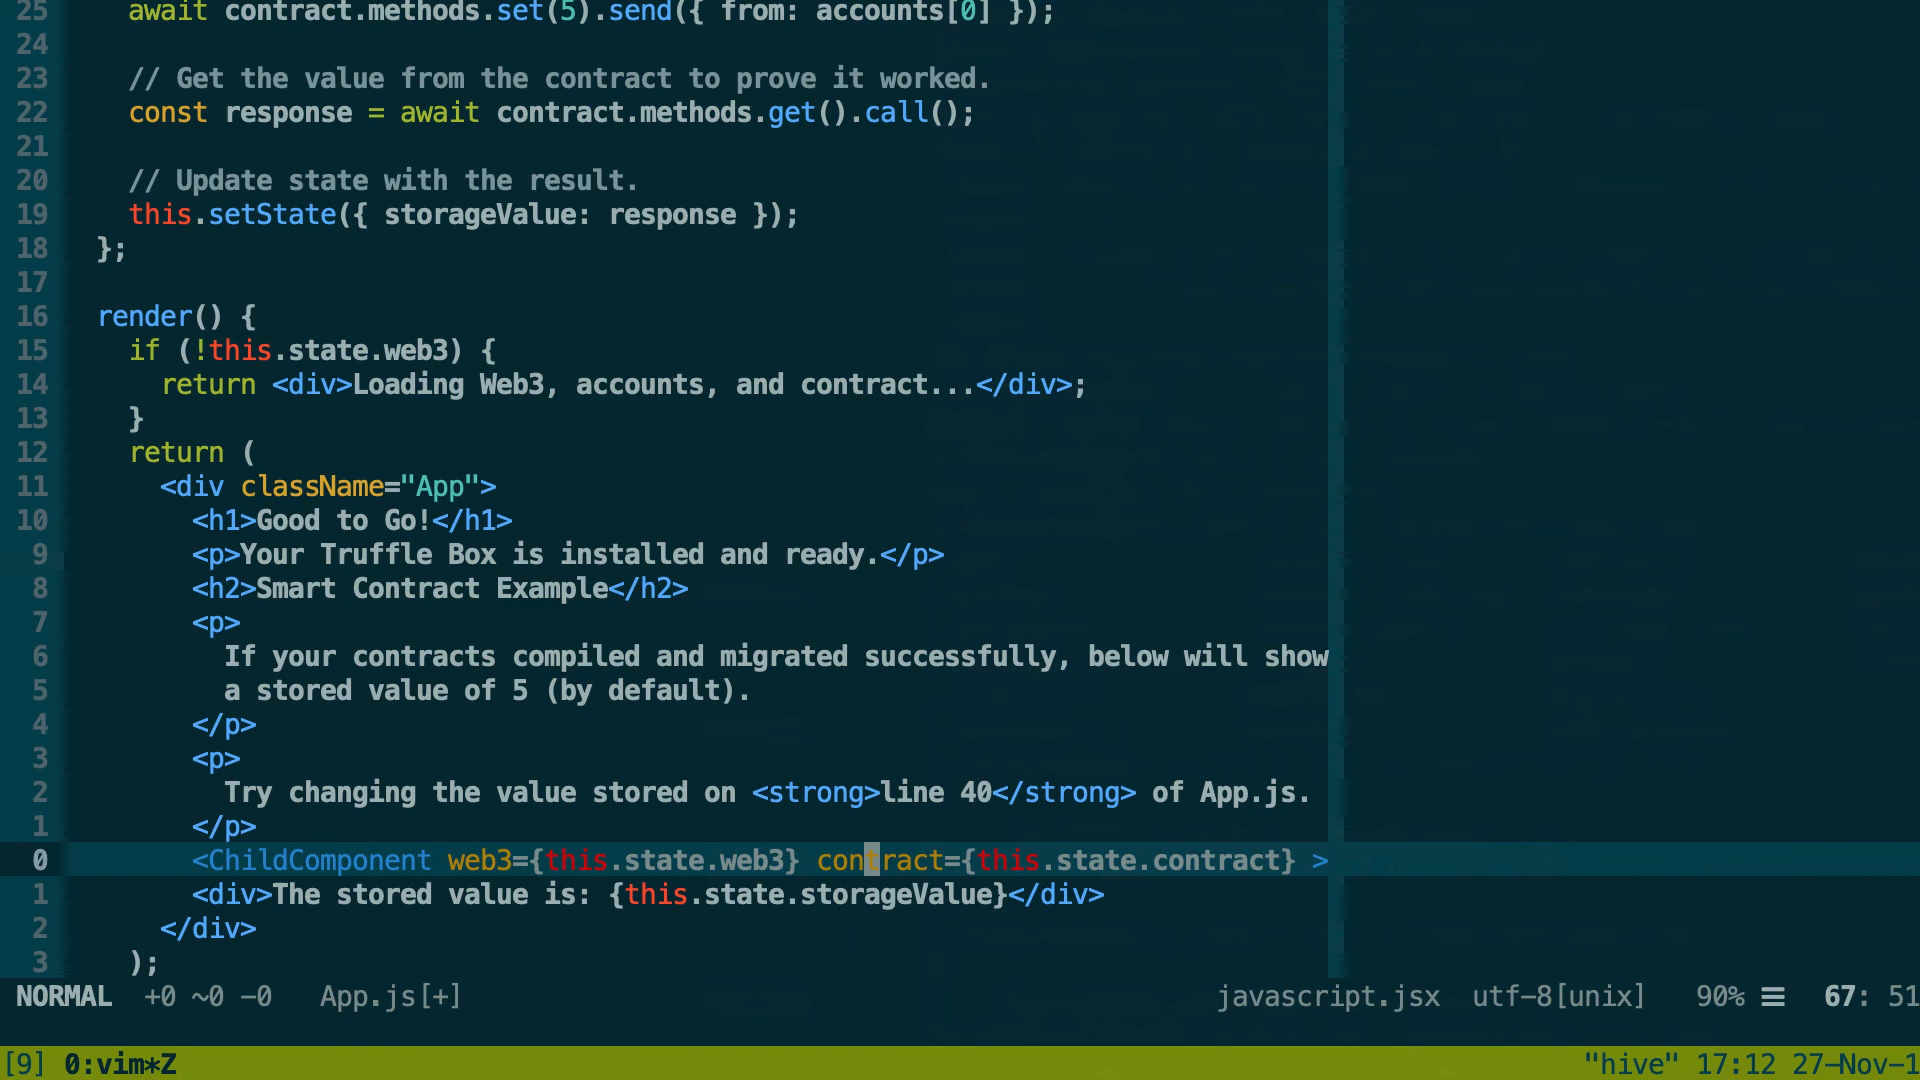 25     await contract.methods.set(5).send({ from: accounts[0] });
24
23     // Get the value from the contract to prove it worked.
22     const response = await contract.methods.get().call();
21
20     // Update state with the result.
19     this.setState({ storageValue: response });
18   };
17
16   render() {
15     if (!this.state.web3) {
14       return <div>Loading Web3, accounts, and contract...</div>;
13     }
12     return (
11       <div className="App">
10         <h1>Good to Go!</h1>
 9         <p>Your Truffle Box is installed and ready.</p>
 8         <h2>Smart Contract Example</h2>
 7         <p>
 6           If your contracts compiled and migrated successfully, below will show
 5           a stored value of 5 (by default).
 4         </p>
 3         <p>
 2           Try changing the value stored on <strong>line 40</strong> of App.js.
 1         </p>
 0         <ChildComponent web3={this.state.web3} contract={this.state.contract} >
 1         <div>The stored value is: {this.state.storageValue}</div>
 2       </div>
 3     );
NORMAL  +0 ~0 -0   App.js[+]   javascript.jsx  utf-8[unix]   90% ☰  67: 51
[9] 0:vim*Z   "hive" 17:12 27-Nov-1